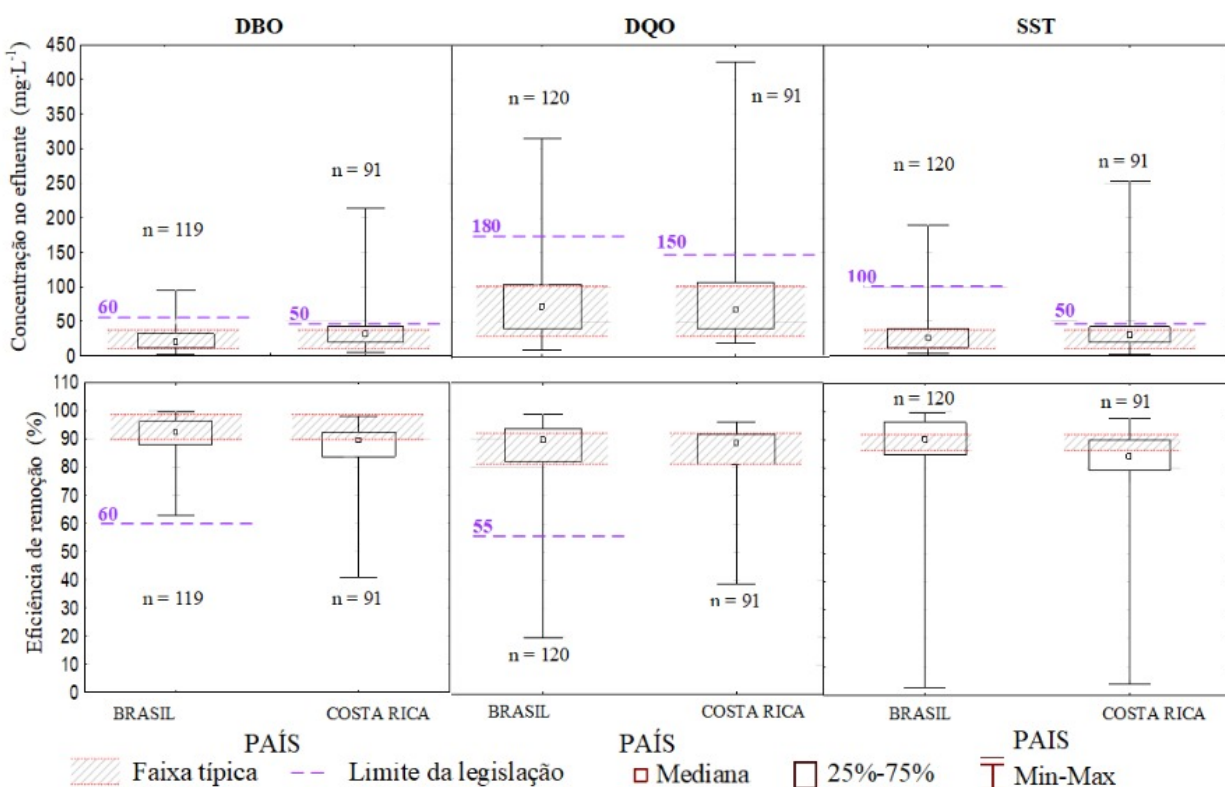 DBO DQO SST
Concentração no efluente (mg·L⁻¹)
450
400
350
300
250
200
150
100
50
0
n = 119
n = 91
60
50
n = 120
n = 91
180
150
n = 120
n = 91
100
50
Eficiência de remoção (%)
110
100
90
80
70
60
50
40
30
20
10
0
60
n = 119
n = 91
55
n = 120
n = 91
n = 120
n = 91
BRASIL COSTA RICA BRASIL COSTA RICA BRASIL COSTA RICA
PAÍS PAÍS PAIS
Faixa típica Limite da legislação Mediana 25%-75% Min-Max